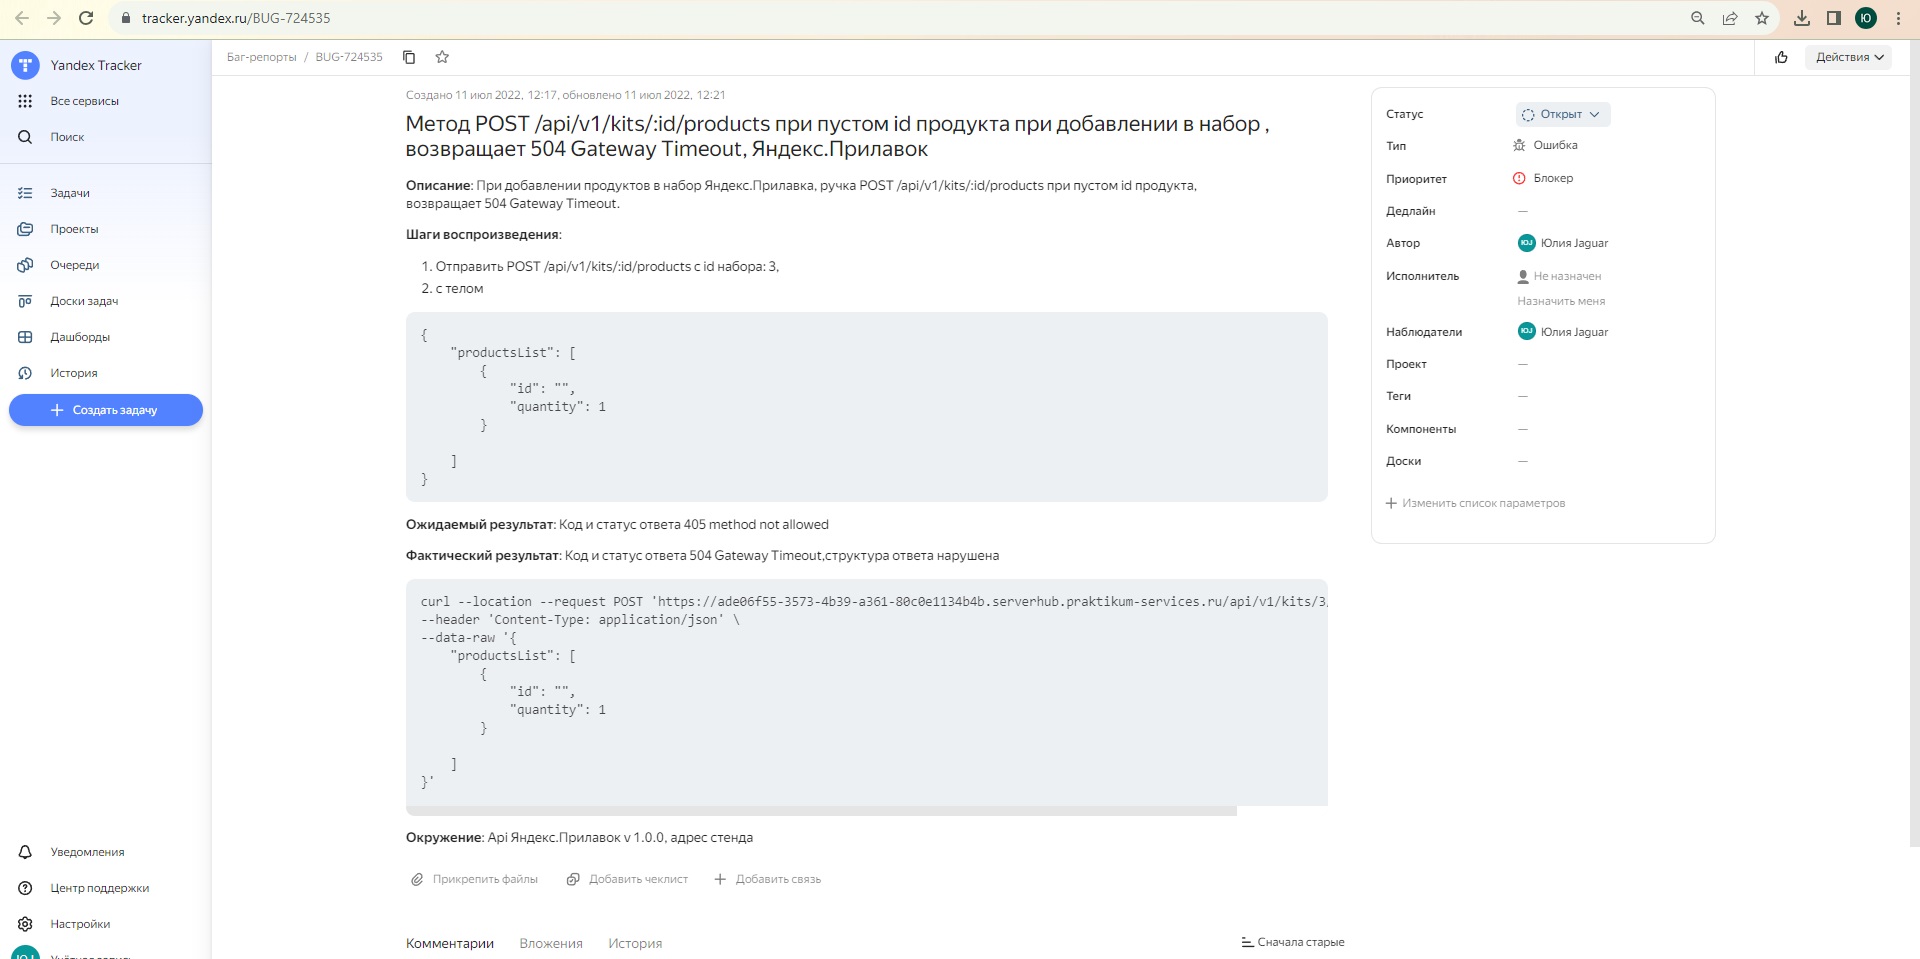 tracker.yandex.ru/BUG-724535
Ю
Yandex Tracker
Все сервисы
Поиск
Задачи
Проекты
Очереди
Доски задач
Дашборды
История
Создать задачу
Уведомления
Центр поддержки
Настройки
Баг-репорты / BUG-724535
Действия
Создано 11 июл 2022, 12:17, обновлено 11 июл 2022, 12:21
Метод POST /api/v1/kits/:id/products при пустом id продукта при добавлении в набор ,
возвращает 504 Gateway Timeout, Яндекс.Прилавок
Описание: При добавлении продуктов в набор Яндекс.Прилавка, ручка POST /api/v1/kits/:id/products при пустом id продукта,
возвращает 504 Gateway Timeout.
Шаги воспроизведения:
1. Отправить POST /api/v1/kits/:id/products с id набора: 3,
2. с телом
{
"productsList": [
{
"id": "",
"quantity": 1
}
]
}
Ожидаемый результат: Код и статус ответа 405 method not allowed
Фактический результат: Код и статус ответа 504 Gateway Timeout,структура ответа нарушена
curl --location --request POST 'https://ade06f55-3573-4b39-a361-80c0e1134b4b.serverhub.praktikum-services.ru/api/v1/kits/3
--header 'Content-Type: application/json' \
--data-raw '{
"productsList": [
{
"id": "",
"quantity": 1
}
]
}'
Окружение: Api Яндекс.Прилавок v 1.0.0, адрес стенда
Прикрепить файлы
Добавить чеклист
Добавить связь
Комментарии
Вложения
История
Сначала старые
Статус
Открыт
Тип
Ошибка
Приоритет
Блокер
Дедлайн
—
Автор
ЮJ Юлия Jaguar
Исполнитель
Не назначен
Назначить меня
Наблюдатели
ЮJ Юлия Jaguar
Проект
—
Теги
—
Компоненты
—
Доски
—
Изменить список параметров